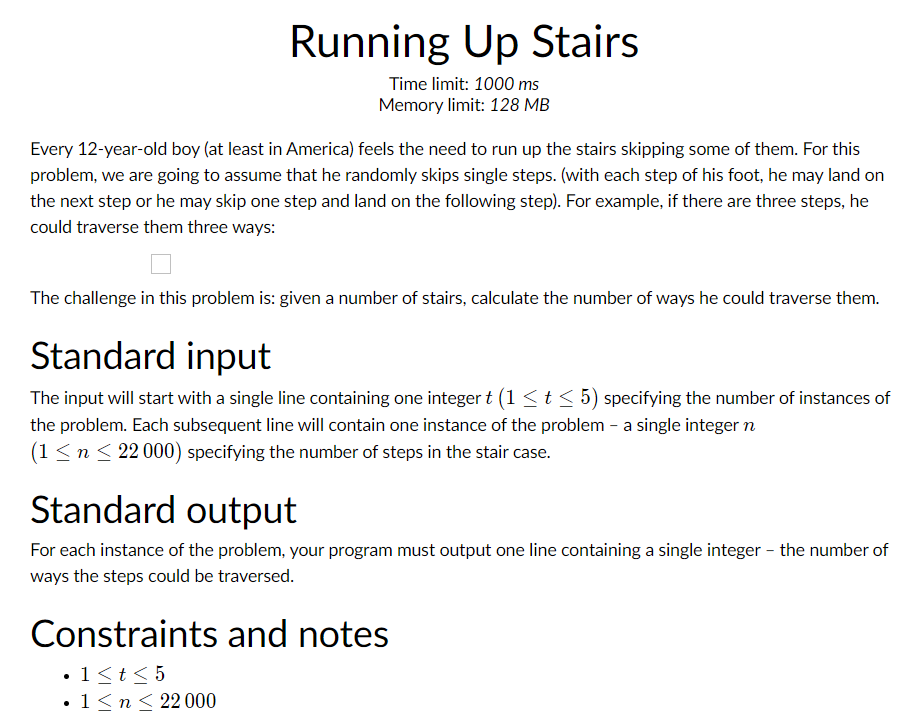 Running Up Stairs
Time limit: 1000 ms
Memory limit: 128 MB
Every 12-year-old boy (at least in America) feels the need to run up the stairs skipping some of them. For this
problem, we are going to assume that he randomly skips single steps. (with each step of his foot, he may land on
the next step or he may skip one step and land on the following step). For example, if there are three steps, he
could traverse them three ways:
The challenge in this problem is: given a number of stairs, calculate the number of ways he could traverse them.
Standard input
The input will start with a single line containing one integer t (1 ≤ t ≤ 5) specifying the number of instances of
the problem. Each subsequent line will contain one instance of the problem – a single integer n
(1 ≤ n ≤ 22 000) specifying the number of steps in the stair case.
Standard output
For each instance of the problem, your program must output one line containing a single integer – the number of
ways the steps could be traversed.
Constraints and notes
• 1 ≤ t ≤ 5
• 1 ≤ n ≤ 22 000